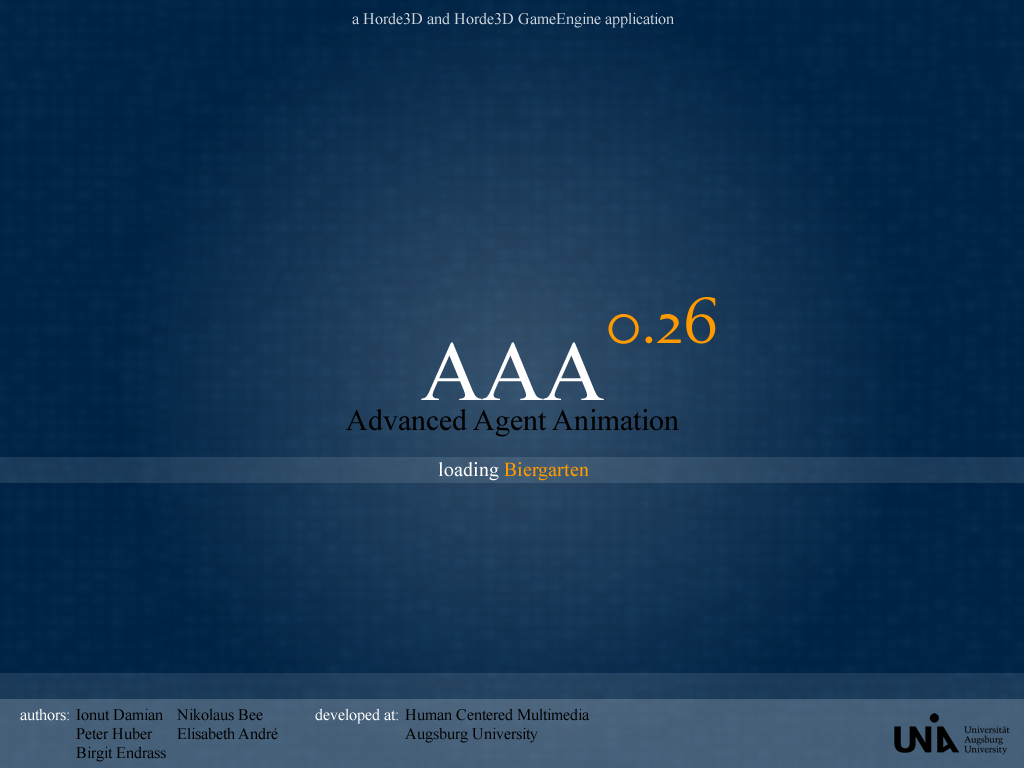 a Horde3D and Horde3D GameEngine application
0.26
AAA
Advanced Agent Animation
loading Biergarten
authors: Ionut Damian Nikolaus Bee
Peter Huber Elisabeth André
Birgit Endrass
developed at: Human Centered Multimedia
Augsburg University
UNIA
Universität
Augsburg
University